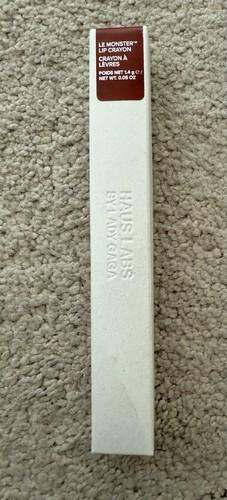 LE MONSTER™
LIP CRAYON
CRAYON À
LÈVRES
POIDS NET 1.4 g ℮ /
NET WT. 0.05 OZ
HAUS LABS
BY LADY GAGA